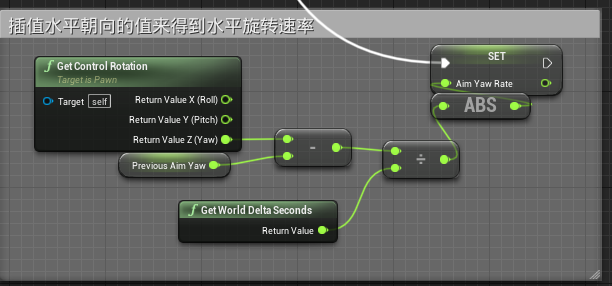 插值水平朝向的值来得到水平旋转速率
f Get Control Rotation
Target is Pawn
Target self
Return Value X (Roll)
Return Value Y (Pitch)
Return Value Z (Yaw)
Previous Aim Yaw
-
÷
f Get World Delta Seconds
Return Value
SET
Aim Yaw Rate
ABS